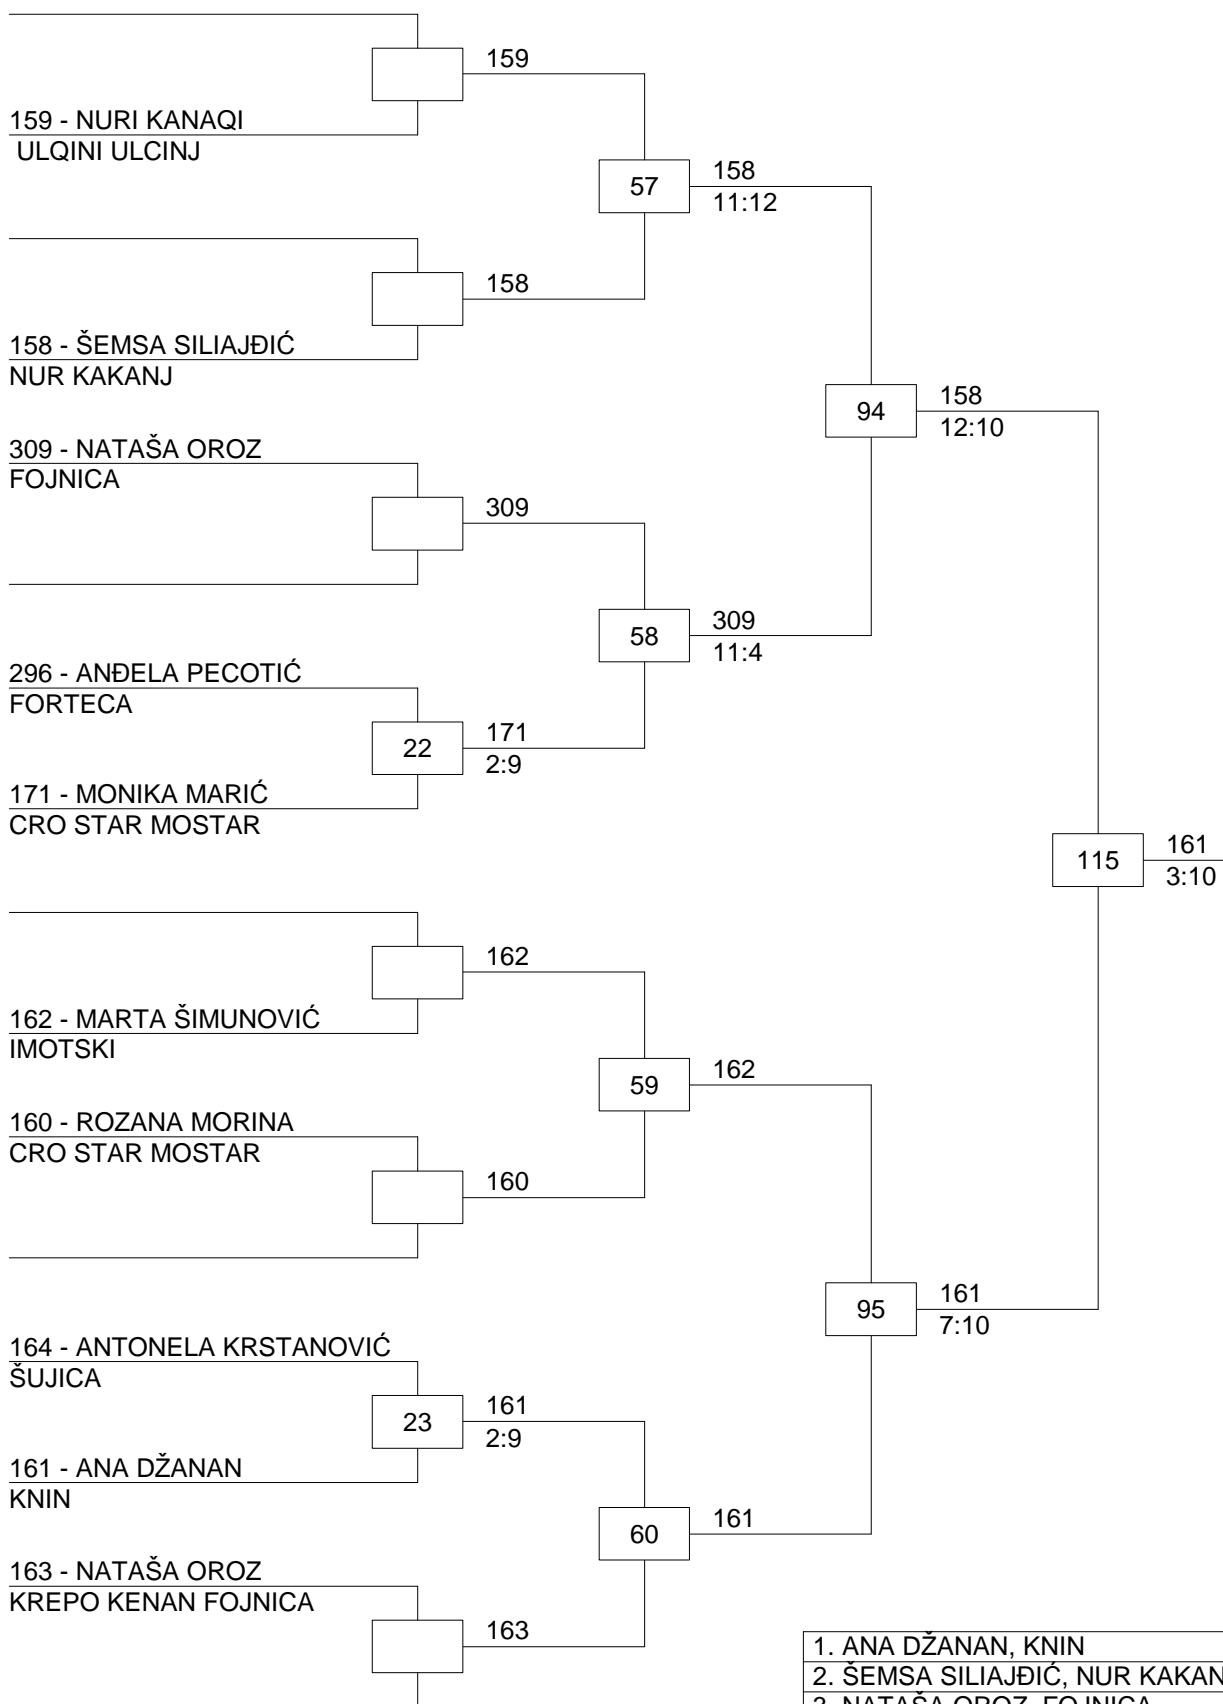 159
159 - NURI KANAQI
ULQINI ULCINJ
57
158
11:12
158
158 - ŠEMSA SILIAJĐIĆ
NUR KAKANJ
94
158
12:10
309 - NATAŠA OROZ
FOJNICA
309
58
309
11:4
296 - ANĐELA PECOTIĆ
FORTECA
22
171
2:9
171 - MONIKA MARIĆ
CRO STAR MOSTAR
115
161
3:10
162
162 - MARTA ŠIMUNOVIĆ
IMOTSKI
59
162
160 - ROZANA MORINA
CRO STAR MOSTAR
160
95
161
7:10
164 - ANTONELA KRSTANOVIĆ
ŠUJICA
23
161
2:9
161 - ANA DŽANAN
KNIN
60
161
163 - NATAŠA OROZ
KREPO KENAN FOJNICA
163
1. ANA DŽANAN, KNIN
2. ŠEMSA SILIAJĐIĆ, NUR KAKAN
3. NATAŠA OROZ, FOJNICA